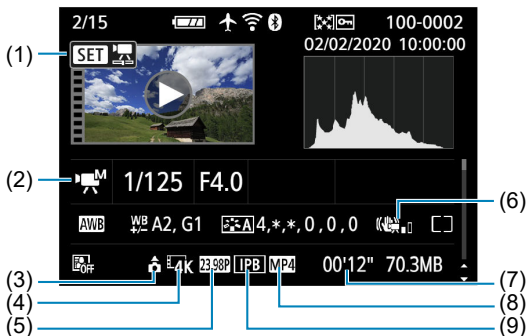 2/15 100-0002
02/02/2020 10:00:00
(1) SET
(2) M 1/125 F4.0
(6)
AWB WB +/- A2, G1 A 4,*,*,0,0,0
OFF 4K 23.98P IPB MP4 00'12" 70.3MB
(3) (7)
(4) (8)
(5) (9)